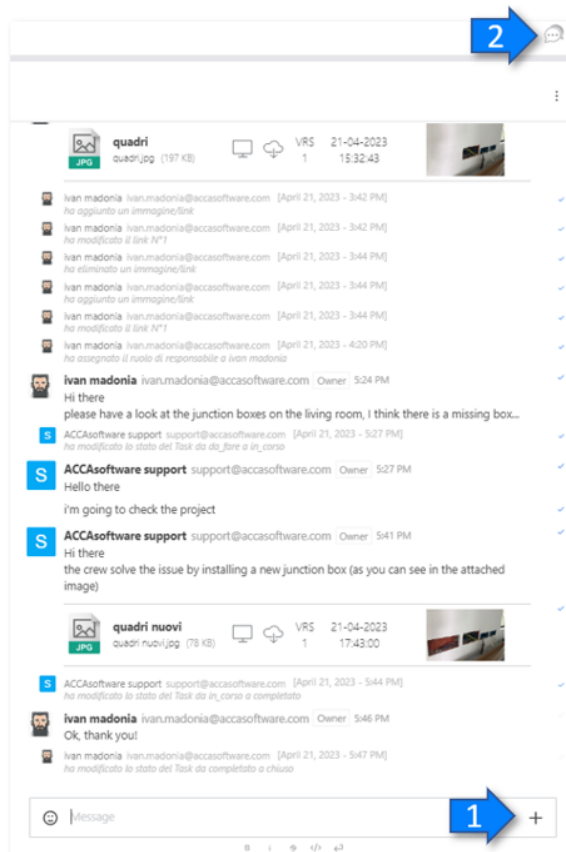 2
quadri
JPG quadri.jpg (197 KB) VRS 1 21-04-2023 15:32:43
ivan madonia ivan.madonia@accasoftware.com [April 21, 2023 - 3:42 PM]
ha aggiunto un immagine/link
ivan madonia ivan.madonia@accasoftware.com [April 21, 2023 - 3:42 PM]
ha modificato il link N°1
ivan madonia ivan.madonia@accasoftware.com [April 21, 2023 - 3:44 PM]
ha eliminato un immagine/link
ivan madonia ivan.madonia@accasoftware.com [April 21, 2023 - 3:44 PM]
ha aggiunto un immagine/link
ivan madonia ivan.madonia@accasoftware.com [April 21, 2023 - 3:44 PM]
ha modificato il link N°1
ivan madonia ivan.madonia@accasoftware.com [April 21, 2023 - 4:20 PM]
ha assegnato il ruolo di responsabile a ivan madonia
ivan madonia ivan.madonia@accasoftware.com Owner 5:24 PM
Hi there
please have a look at the junction boxes on the living room, I think there is a missing box...
S ACCAsoftware support support@accasoftware.com [April 21, 2023 - 5:27 PM]
ha modificato lo stato del Task da da_fare a in_corso
S ACCAsoftware support support@accasoftware.com Owner 5:27 PM
Hello there
i'm going to check the project
S ACCAsoftware support support@accasoftware.com Owner 5:41 PM
Hi there
the crew solve the issue by installing a new junction box (as you can see in the attached
image)
quadri nuovi
JPG quadri nuovi.jpg (78 KB) VRS 1 21-04-2023 17:43:00
S ACCAsoftware support support@accasoftware.com [April 21, 2023 - 5:44 PM]
ha modificato lo stato del Task da in_corso a completato
ivan madonia ivan.madonia@accasoftware.com Owner 5:46 PM
Ok, thank you!
ivan madonia ivan.madonia@accasoftware.com [April 21, 2023 - 5:47 PM]
ha modificato lo stato del Task da completato a chiuso
Message 1 +
B i S </>